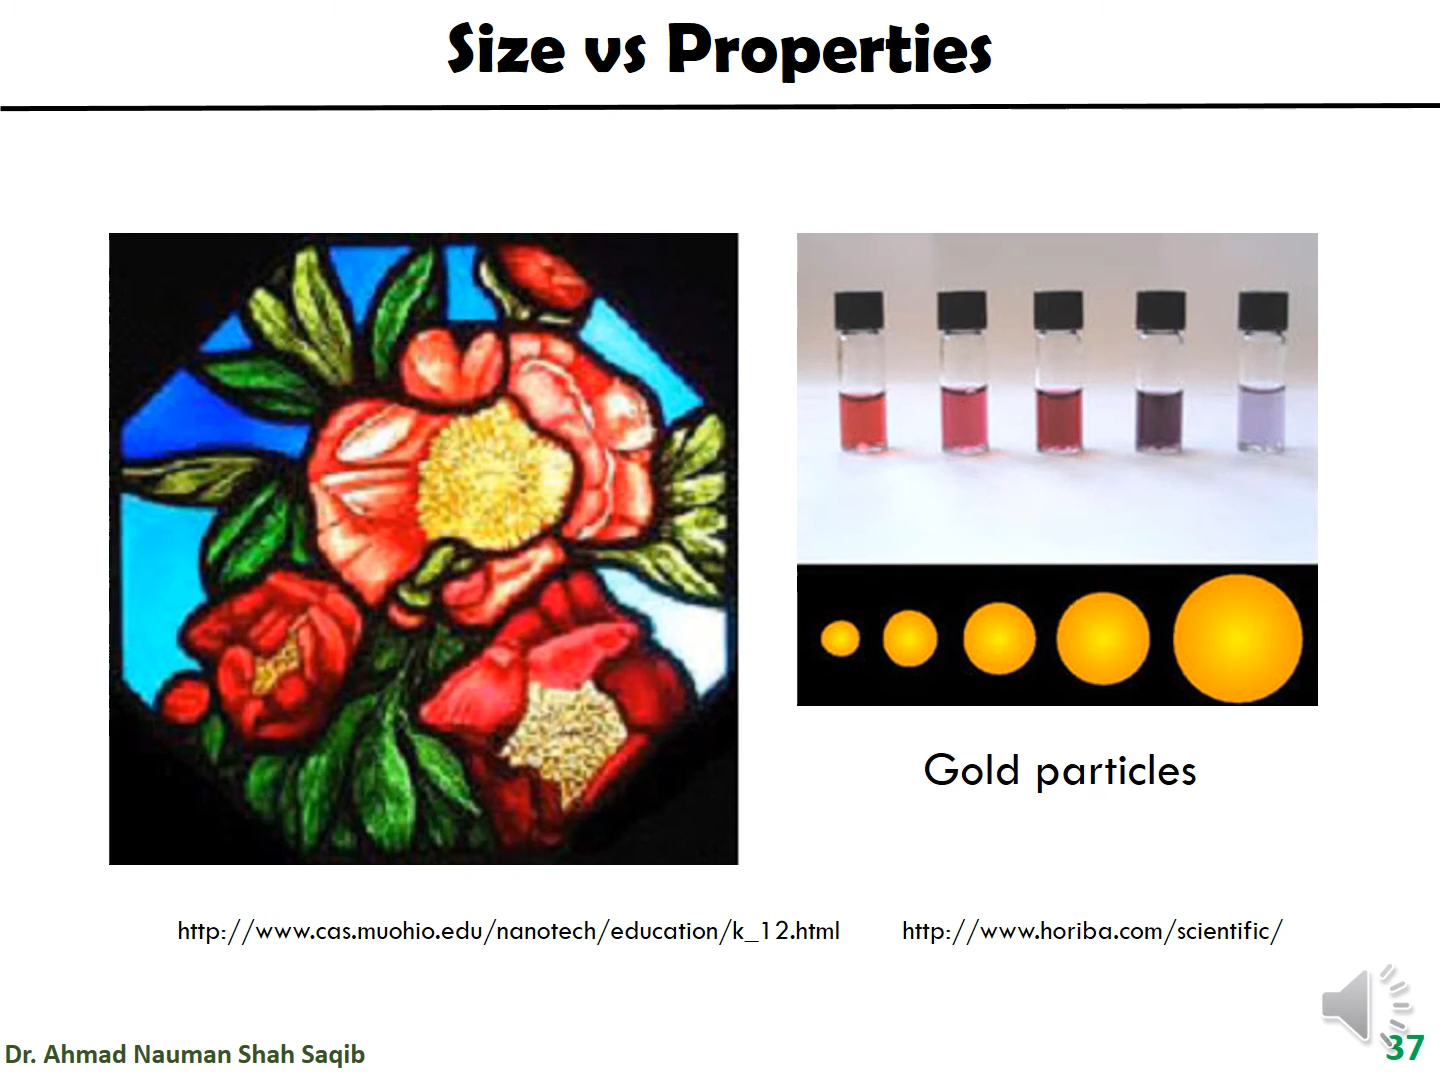 Size vs Properties
Gold particles
http://www.cas.muohio.edu/nanotech/education/k_12.html
http://www.horiba.com/scientific/
Dr. Ahmad Nauman Shah Saqib
37